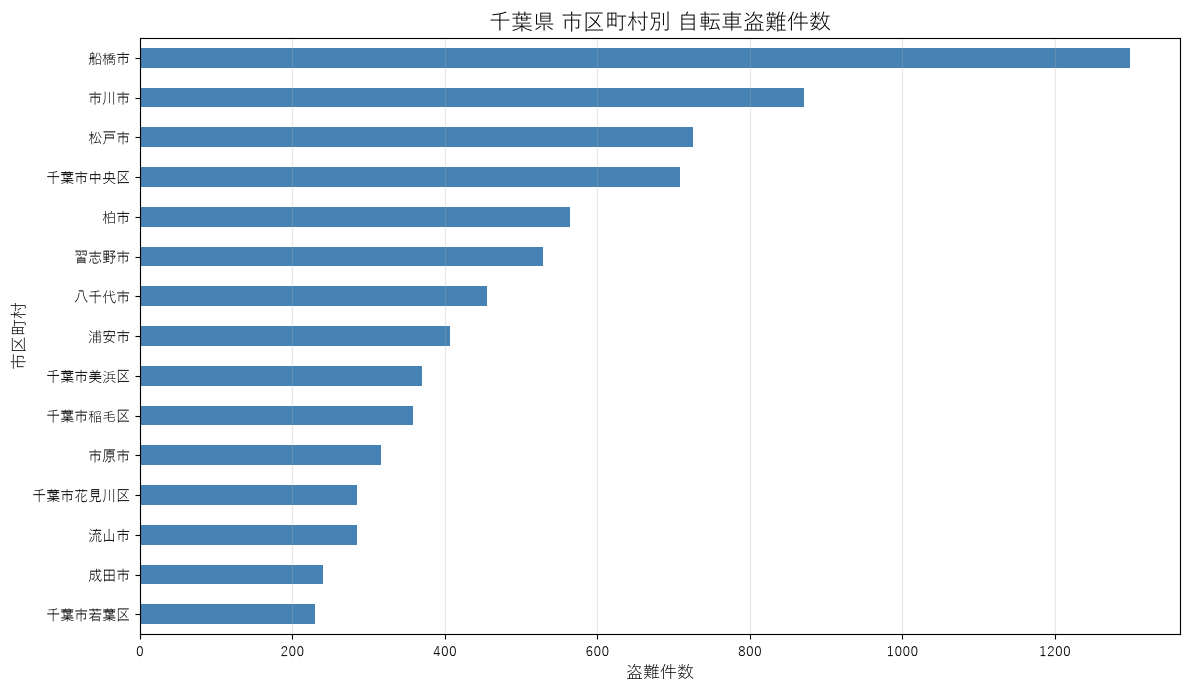 千葉県 市区町村別 自転車盗難件数
船橋市
市川市
松戸市
千葉市中央区
柏市
習志野市
八千代市
浦安市
千葉市美浜区
千葉市稲毛区
市原市
千葉市花見川区
流山市
成田市
千葉市若葉区
市区町村
0 200 400 600 800 1000 1200
盗難件数